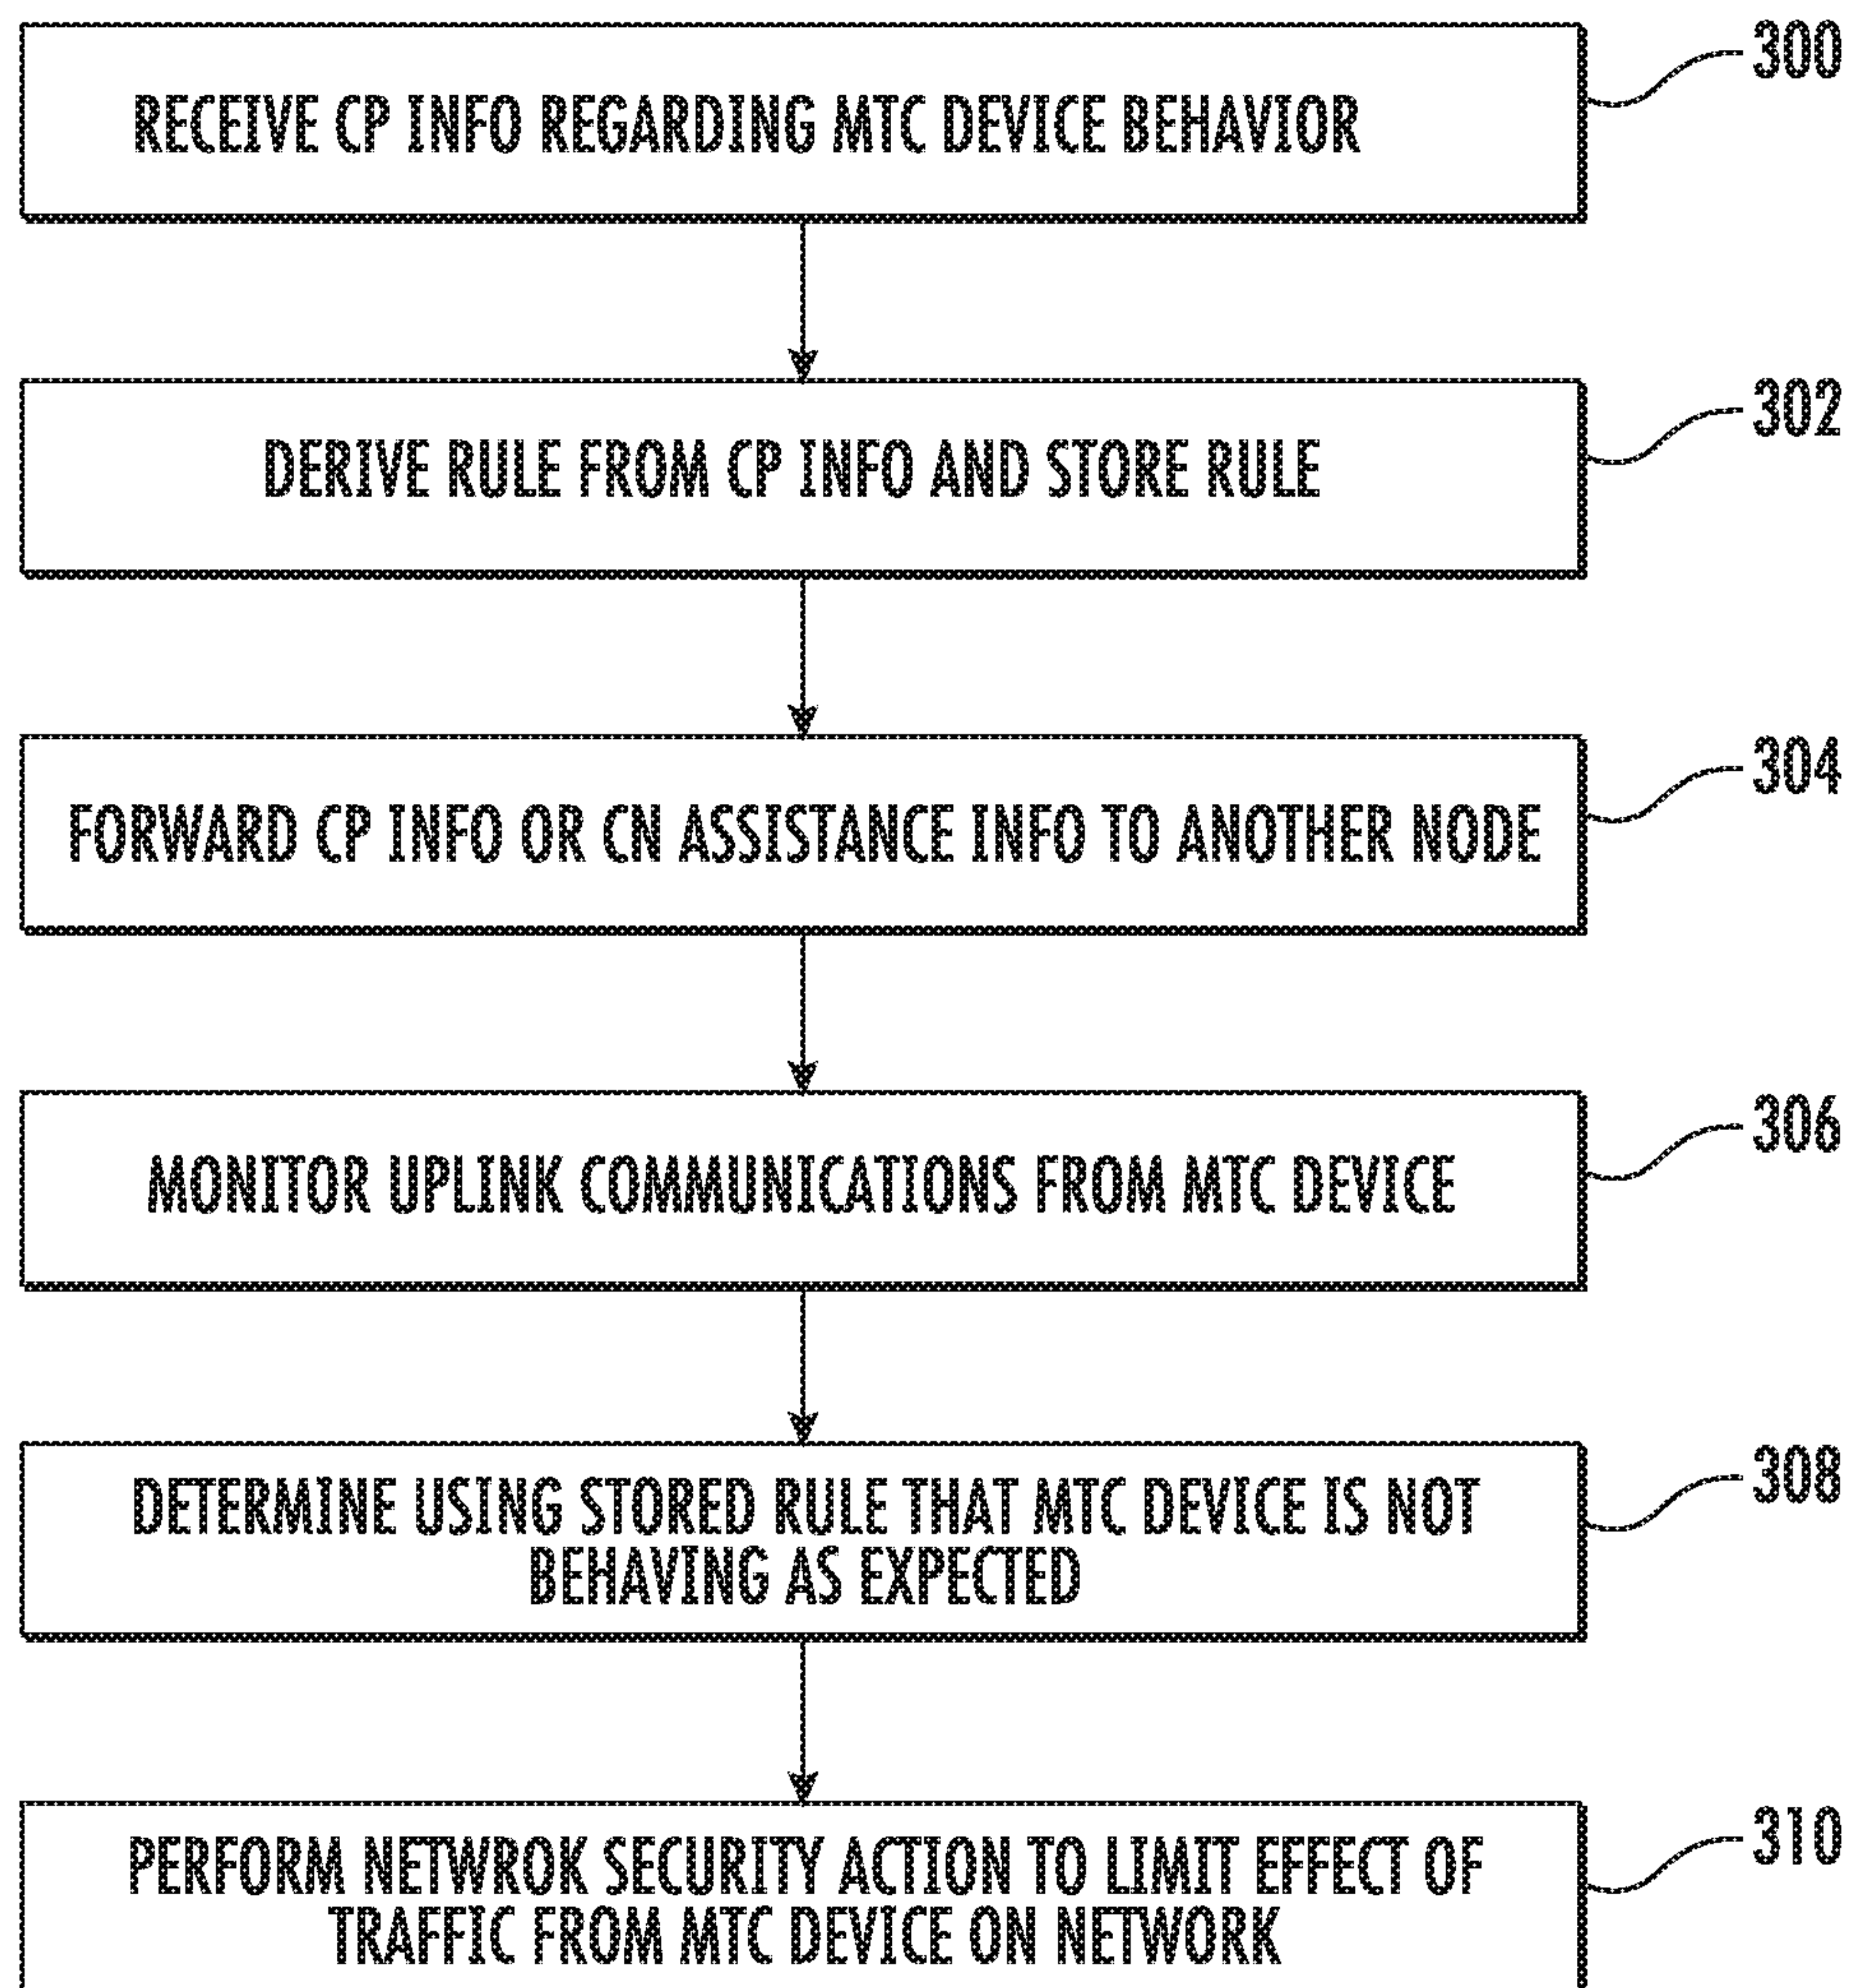 RECEIVE CP INFO REGARDING MTC DEVICE BEHAVIOR
300
DERIVE RULE FROM CP INFO AND STORE RULE
302
FORWARD CP INFO OR CN ASSISTANCE INFO TO ANOTHER NODE
304
MONITOR UPLINK COMMUNICATIONS FROM MTC DEVICE
306
DETERMINE USING STORED RULE THAT MTC DEVICE IS NOT
BEHAVING AS EXPECTED
308
PERFORM NETWROK SECURITY ACTION TO LIMIT EFFECT OF
TRAFFIC FROM MTC DEVICE ON NETWORK
310